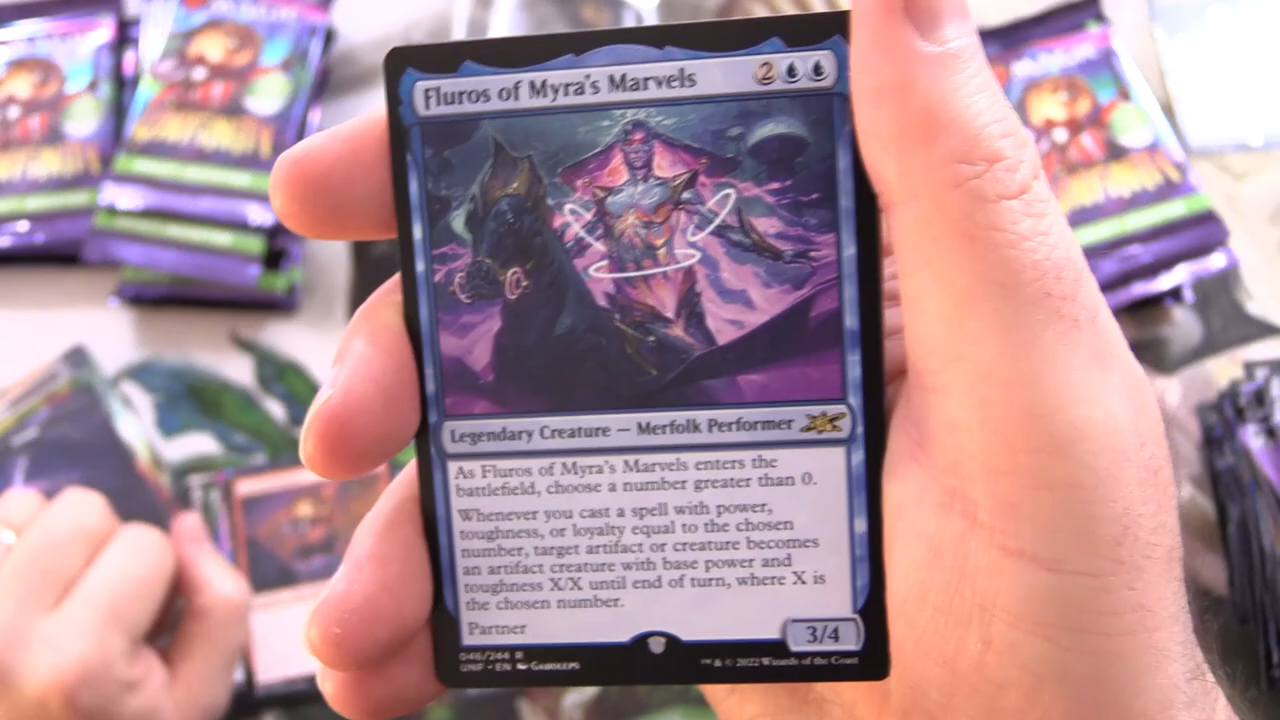 Fluros of Myra's Marvels 2
Legendary Creature — Merfolk Performer
As Fluros of Myra's Marvels enters the
battlefield, choose a number greater than 0.
Whenever you cast a spell with power,
toughness, or loyalty equal to the chosen
number, target artifact or creature becomes
an artifact creature with base power and
toughness X/X until end of turn, where X is
the chosen number.
Partner
3/4
046/244 R
UNF • EN
™ & © 2022 Wizards of the Coast